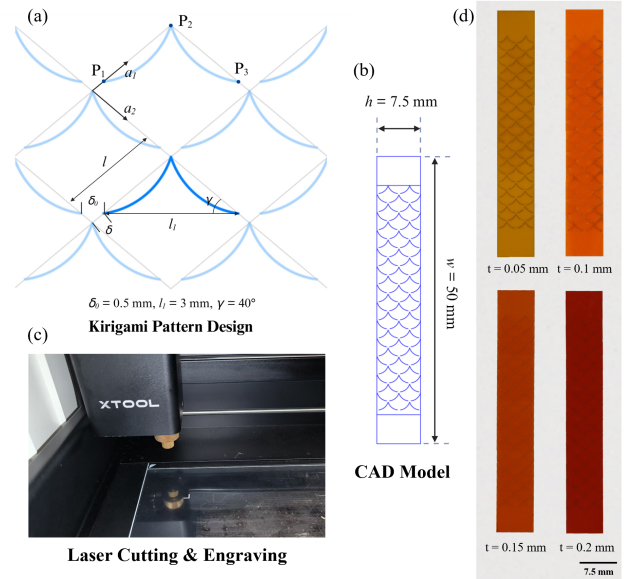 (a)
P₂
P₁
a₁
P₃
a₂
l
δ₀
γ
l₁
δ
δ₀ = 0.5 mm, l₁ = 3 mm, γ = 40°
Kirigami Pattern Design
(b)
h = 7.5 mm
w = 50 mm
CAD Model
(c)
XTOOL
Laser Cutting & Engraving
(d)
t = 0.05 mm
t = 0.1 mm
t = 0.15 mm
t = 0.2 mm
7.5 mm